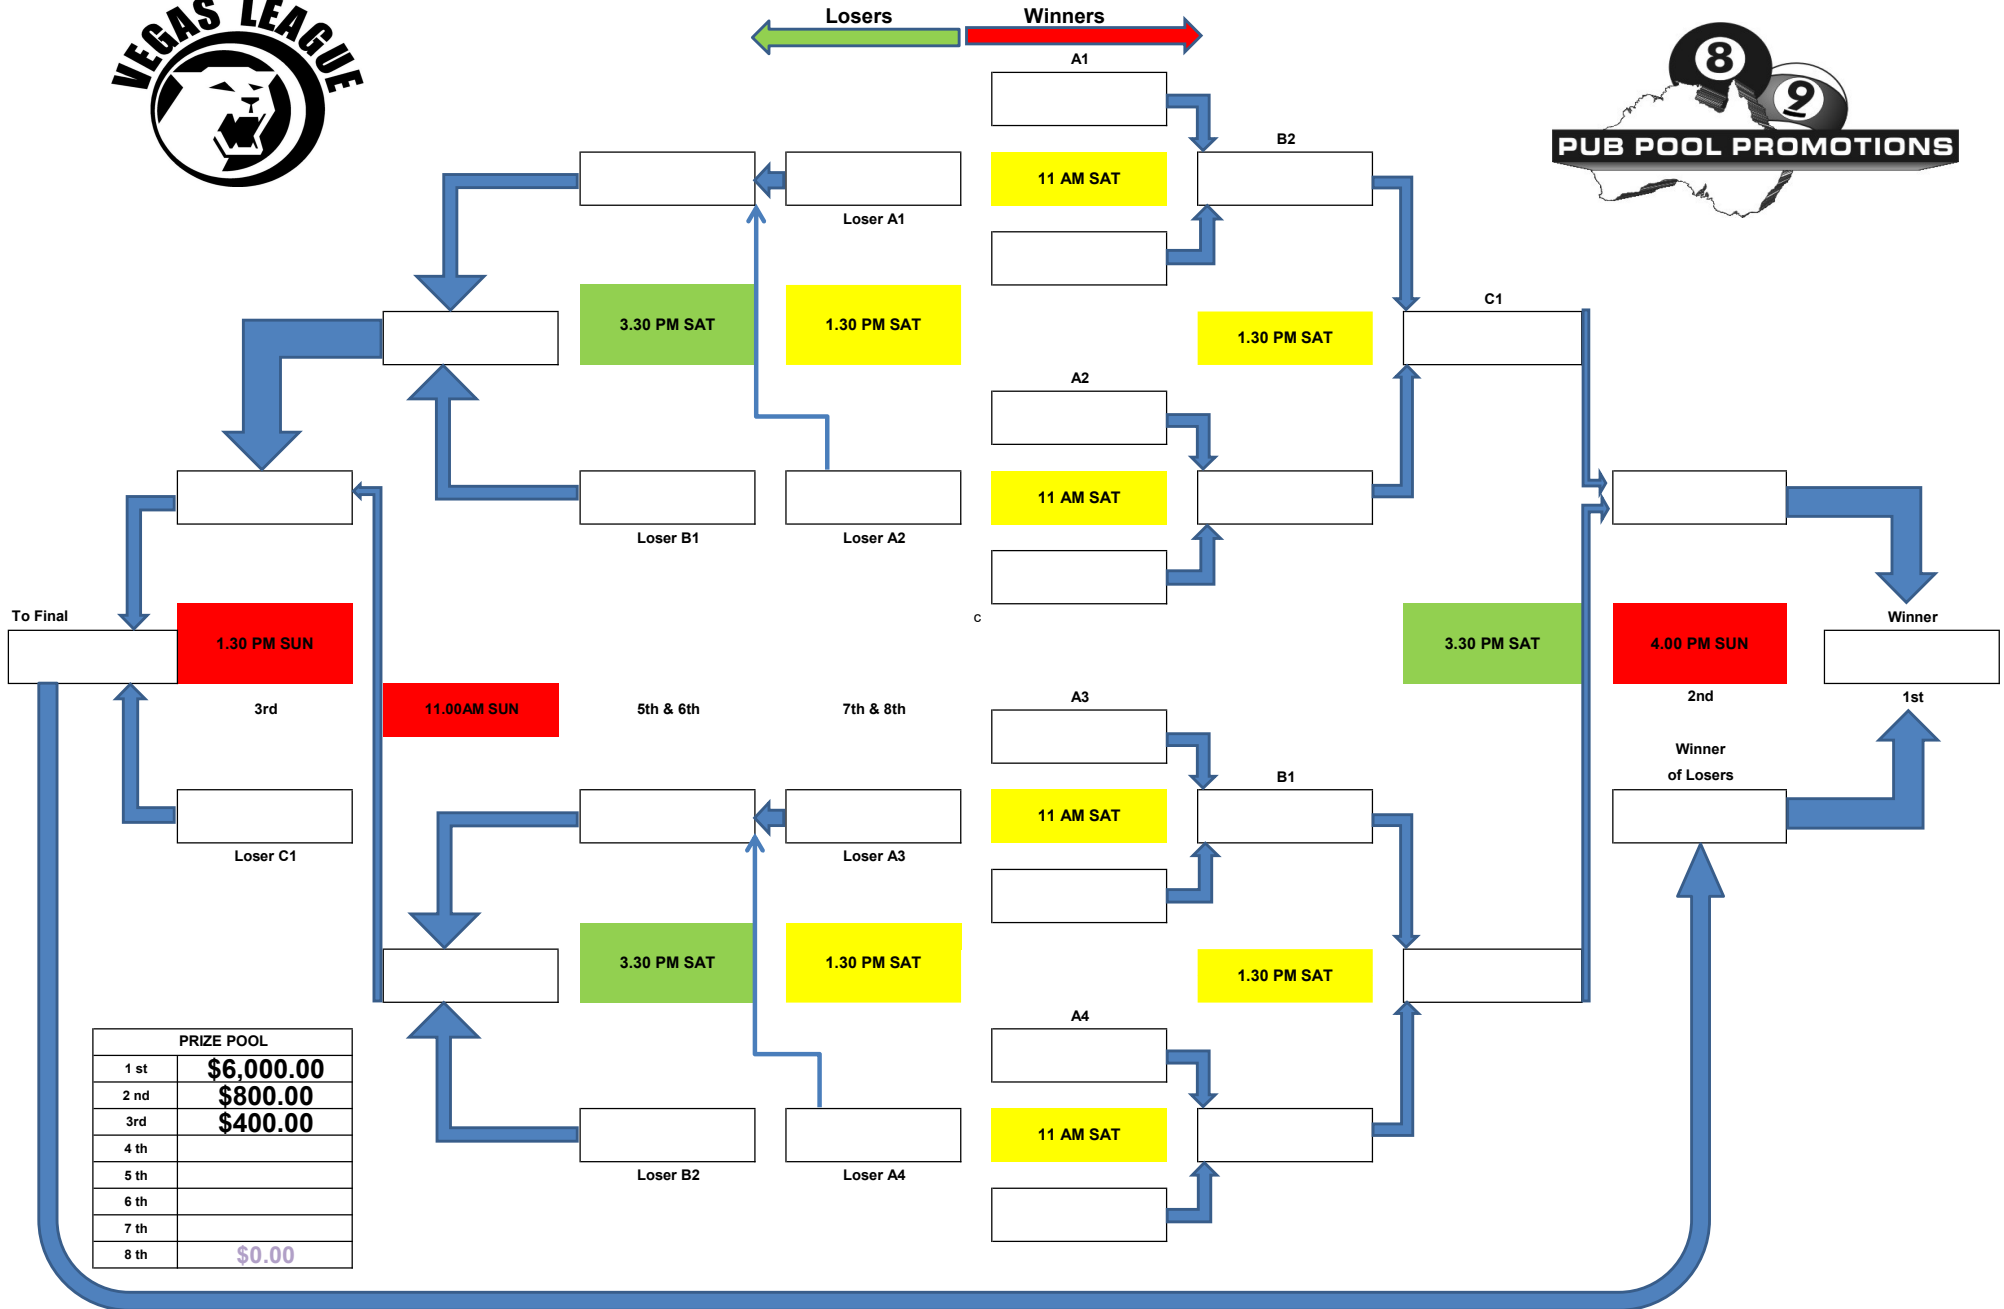 VEGAS LEAGUE
Losers
Winners
8
9
PUB POOL PROMOTIONS
A1
B2
11 AM SAT
Loser A1
3.30 PM SAT
1.30 PM SAT
C1
1.30 PM SAT
A2
11 AM SAT
Loser B1
Loser A2
C
To Final
1.30 PM SUN
3.30 PM SAT
4.00 PM SUN
Winner
3rd
11.00AM SUN
5th & 6th
7th & 8th
A3
2nd
1st
Winner
of Losers
B1
11 AM SAT
Loser C1
Loser A3
3.30 PM SAT
1.30 PM SAT
1.30 PM SAT
A4
PRIZE POOL
1 st $6,000.00
2 nd $800.00
3rd $400.00
4 th
5 th
6 th
7 th
8 th $0.00
11 AM SAT
Loser B2
Loser A4